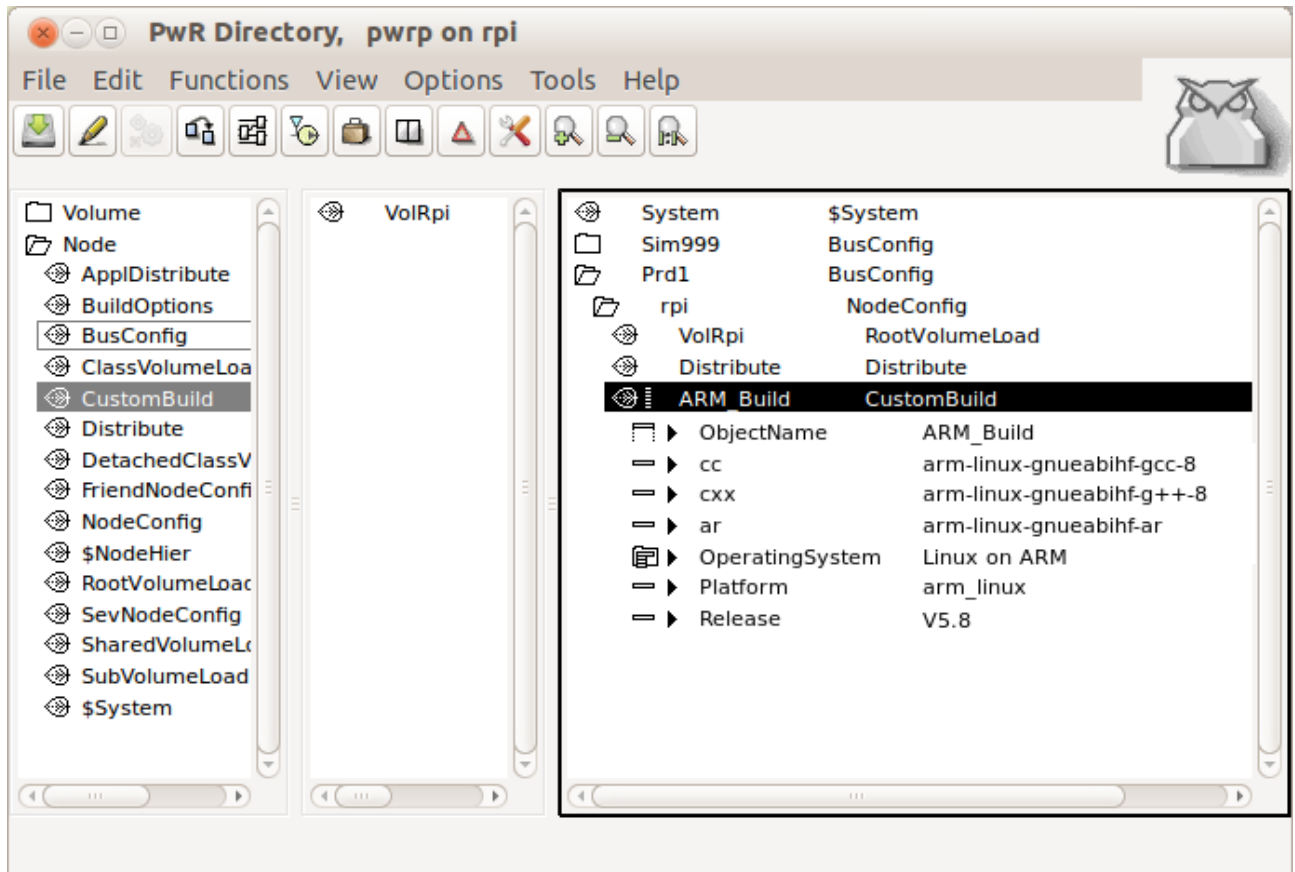 PwR Directory, pwrp on rpi
File Edit Functions View Options Tools Help
Volume
Node
ApplDistribute
BuildOptions
BusConfig
ClassVolumeLoa
CustomBuild
Distribute
DetachedClassV
FriendNodeConfi
NodeConfig
$NodeHier
RootVolumeLoad
SevNodeConfig
SharedVolumeLo
SubVolumeLoad
$System
VolRpi
System $System
Sim999 BusConfig
Prd1 BusConfig
rpi NodeConfig
VolRpi RootVolumeLoad
Distribute Distribute
ARM_Build CustomBuild
ObjectName ARM_Build
cc arm-linux-gnueabihf-gcc-8
cxx arm-linux-gnueabihf-g++-8
ar arm-linux-gnueabihf-ar
OperatingSystem Linux on ARM
Platform arm_linux
Release V5.8